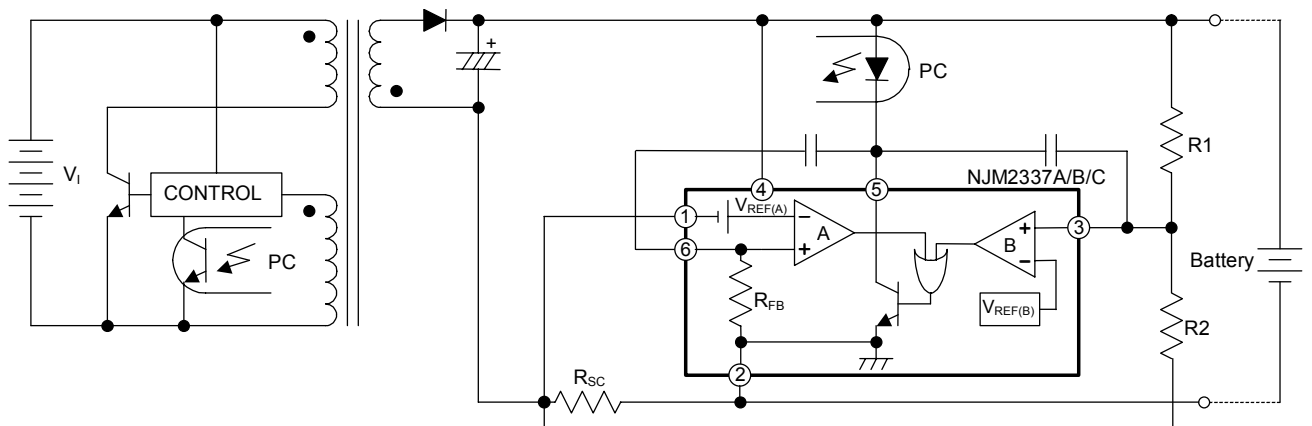 +
PC
R1
NJM2337A/B/C
V_I
CONTROL
4
5
1
V_REF(A)
−
A
6
+
+
B
−
3
PC
R_FB
V_REF(B)
Battery
R2
2
R_SC